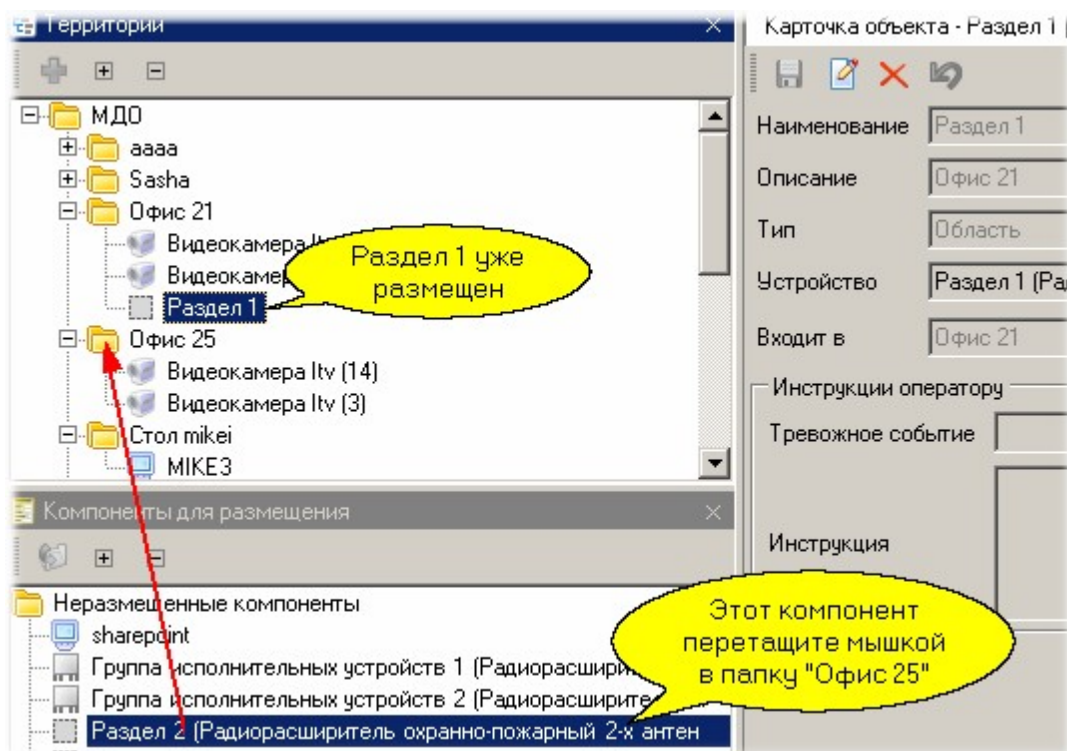 Территории
МДО
аааа
Sasha
Офис 21
Видеокамера
Видеокамер
Раздел 1
Офис 25
Видеокамера Itv (14)
Видеокамера Itv (3)
Стол mikei
MIKE3
Раздел 1 уже
размещен
Компоненты для размещения
Неразмещенные компоненты
sharepoint
Группа исполнительных устройств 1 (Радиорасшири
Группа исполнительных устройств 2 (Радиорасширите
Раздел 2 (Радиорасширитель охранно-пожарный 2-х антен
Карточка объекта - Раздел 1
Наименование Раздел 1
Описание Офис 21
Тип Область
Устройство Раздел 1 (Ра
Входит в Офис 21
Инструкции оператору
Тревожное событие
Инструкция
Этот компонент
перетащите мышкой
в папку "Офис 25"